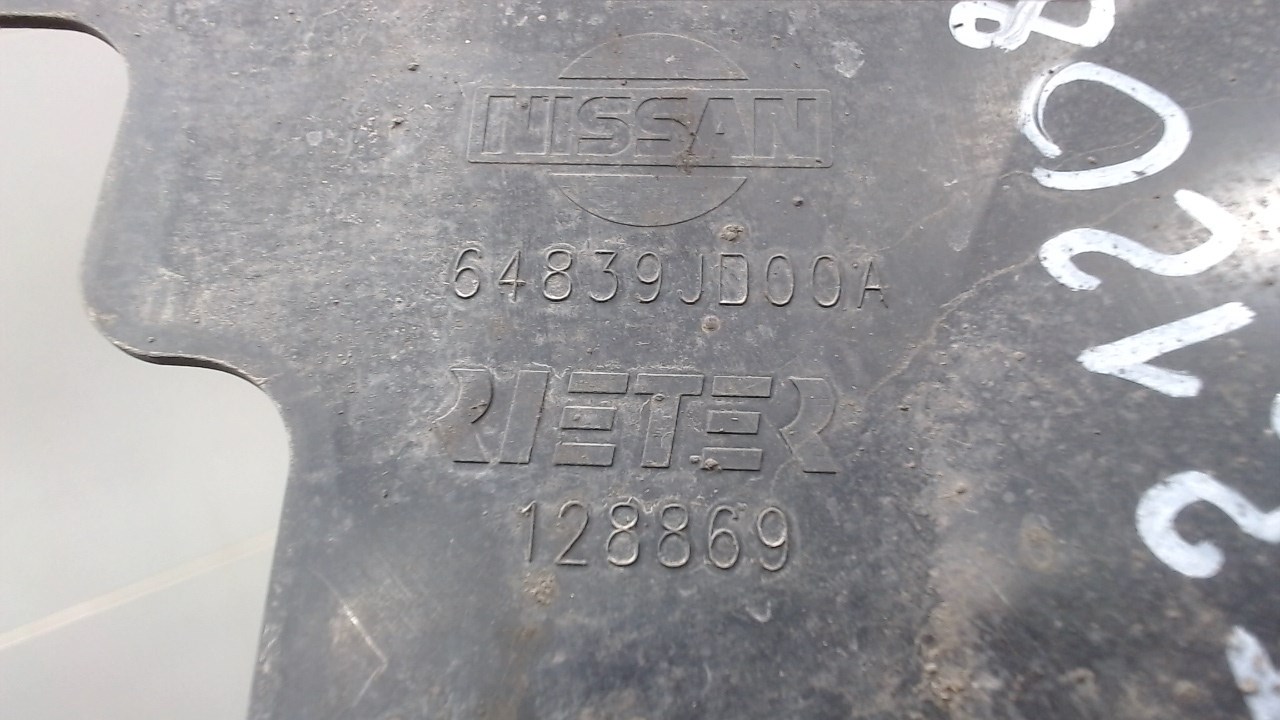 NISSAN
64839JD00A
RIETER
128869